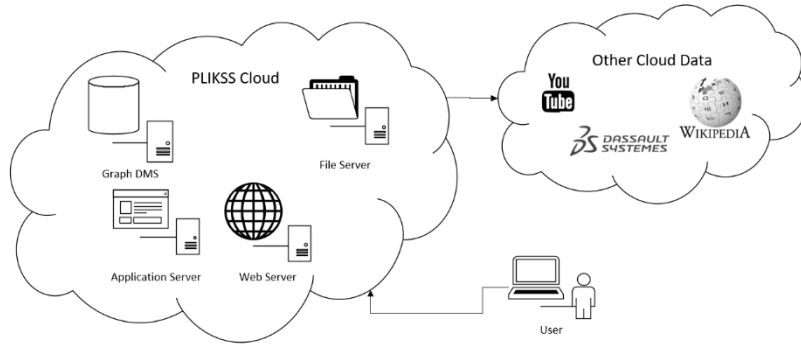 PLIKSS Cloud
Graph DMS
File Server
Application Server
Web Server
Other Cloud Data
You
Tube
DASSAULT
SYSTEMES
WIKIPEDIA
User